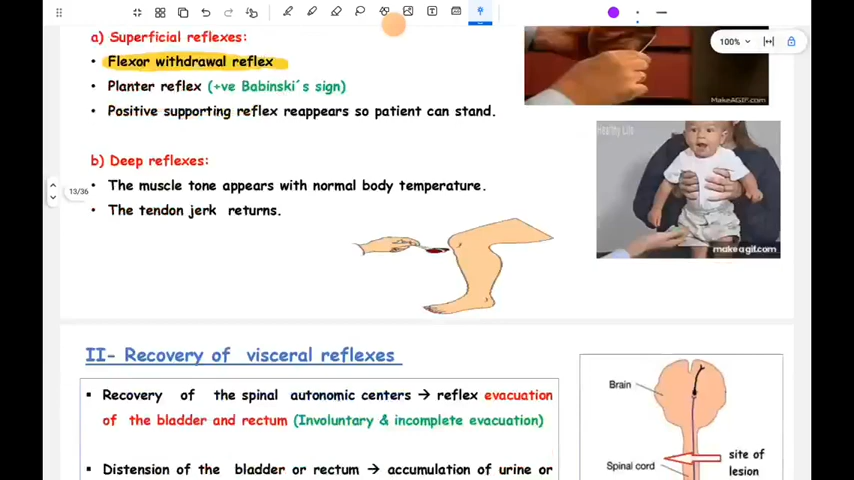 100%
a) Superficial reflexes:
• Flexor withdrawal reflex
• Planter reflex (+ve Babinski´s sign)
• Positive supporting reflex reappears so patient can stand.
MakeAGIF.com
Healthy Life
b) Deep reflexes:
• The muscle tone appears with normal body temperature.
13/36
• The tendon jerk returns.
makeagif.com
II- Recovery of visceral reflexes
▪ Recovery of the spinal autonomic centers → reflex evacuation
of the bladder and rectum (Involuntary & incomplete evacuation)
▪ Distension of the bladder or rectum → accumulation of urine or
Brain
Spinal cord
site of
lesion